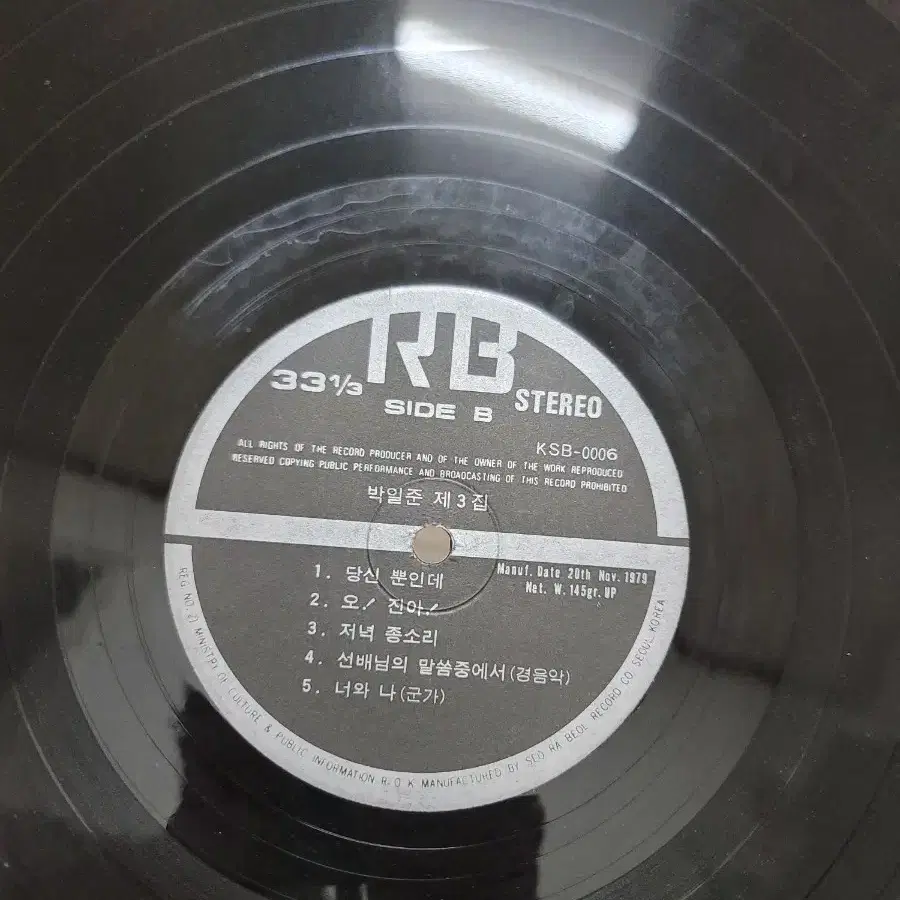 RB
33⅓ SIDE B STEREO
KSB-0006
ALL RIGHTS OF THE RECORD PRODUCER AND OF THE OWNER OF THE WORK REPRODUCED
RESERVED COPYING PUBLIC PERFORMANCE AND BROADCASTING OF THIS RECORD PROHIBITED
박일준 제 3 집
Manuf. Date 20th Nov. 1979
Net. W. 145gr. UP
1. 당신 뿐인데
2. 오! 진아!
3. 저녁 종소리
4. 선배님의 말씀중에서 (경음악)
5. 너와 나 (군가)
REG. NO. 21 MINISTRY OF CULTURE & PUBLIC INFORMATION R. O. K MANUFACTURED BY SEO RA BEOL RECORD CO SEOUL KOREA